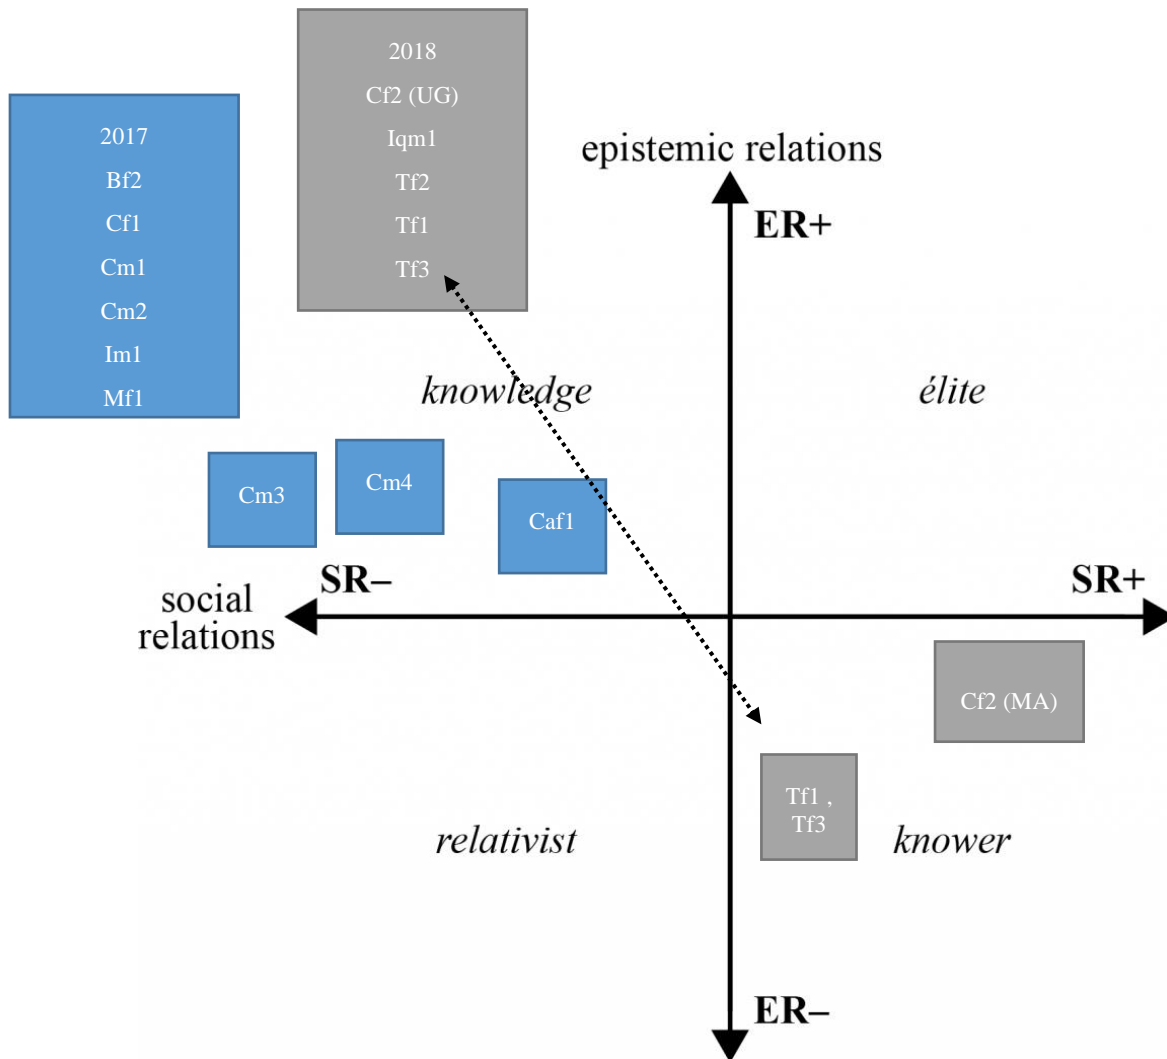 2018
Cf2 (UG)
Iqm1
Tf2
Tf1
Tf3
2017
Bf2
Cf1
Cm1
Cm2
Im1
Mf1
epistemic relations
ER+
knowledge
élite
Cm3
Cm4
Caf1
SR–
SR+
social
relations
Cf2 (MA)
Tf1 ,
Tf3
relativist
knower
ER–